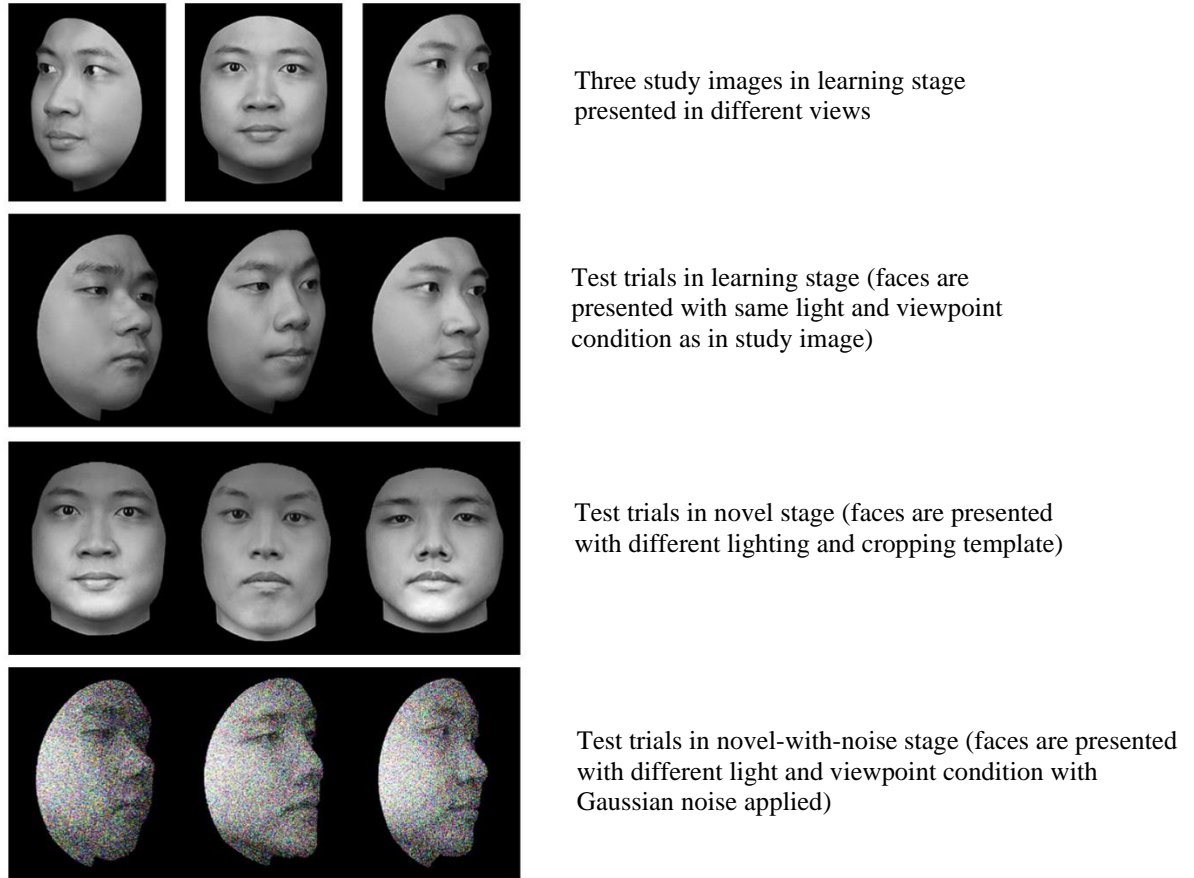 Three study images in learning stage
presented in different views
Test trials in learning stage (faces are
presented with same light and viewpoint
condition as in study image)
Test trials in novel stage (faces are presented
with different lighting and cropping template)
Test trials in novel-with-noise stage (faces are presented
with different light and viewpoint condition with
Gaussian noise applied)